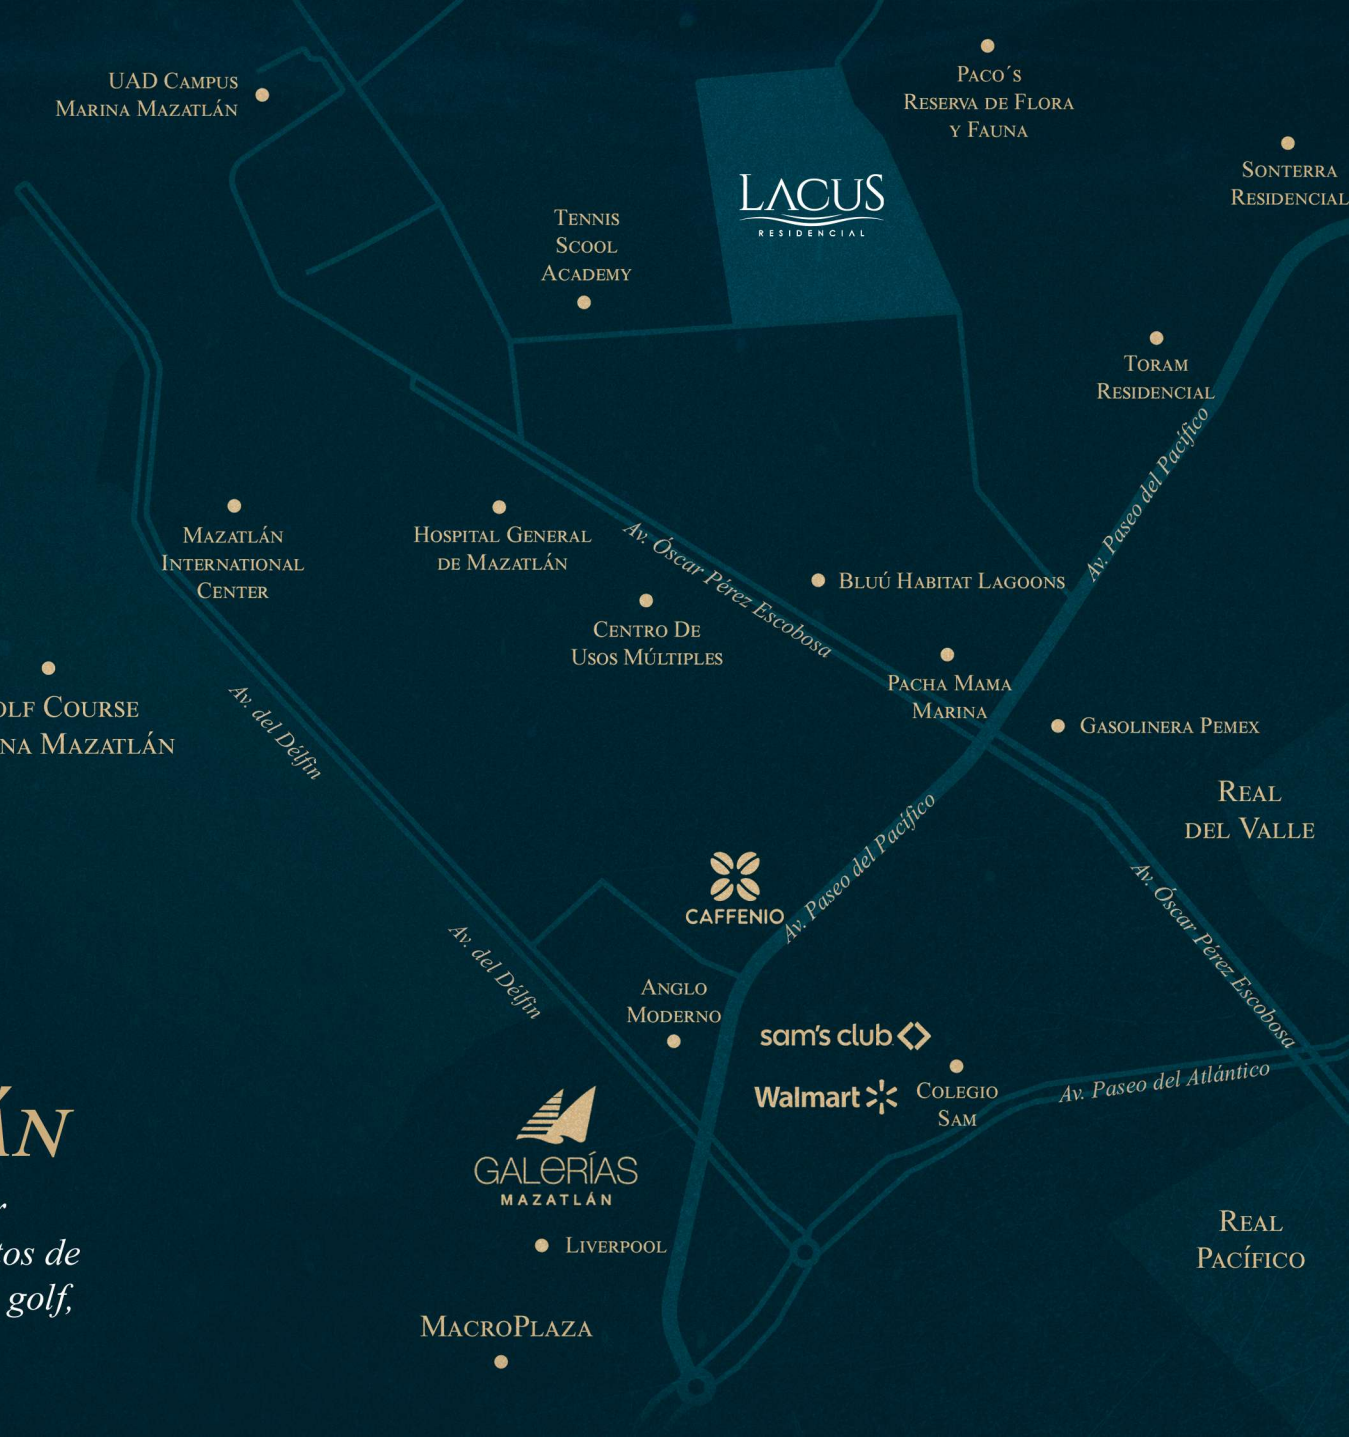 UAD Campus
Marina Mazatlán
Paco´s
Reserva de Flora
y Fauna
Sonterra
Residencial
LACUS
RESIDENCIAL
Tennis
Scool
Academy
Toram
Residencial
Av. Paseo del Pacífico
Mazatlán
International
Center
Hospital General
de Mazatlán
Av. Óscar Pérez Escobosa
Bluú Habitat Lagoons
Centro De
Usos Múltiples
Pacha Mama
Marina
Gasolinera Pemex
olf Course
na Mazatlán
Av. del Délfin
Real
del Valle
CAFFENIO
Av. Paseo del Pacífico
Av. Óscar Pérez Escobosa
Av. del Délfin
Anglo
Moderno
sam's club
Walmart
Colegio
Sam
Av. Paseo del Atlántico
GALERÍAS
MAZATLÁN
Án
r
tos de
golf,
Liverpool
Real
Pacífico
MacroPlaza